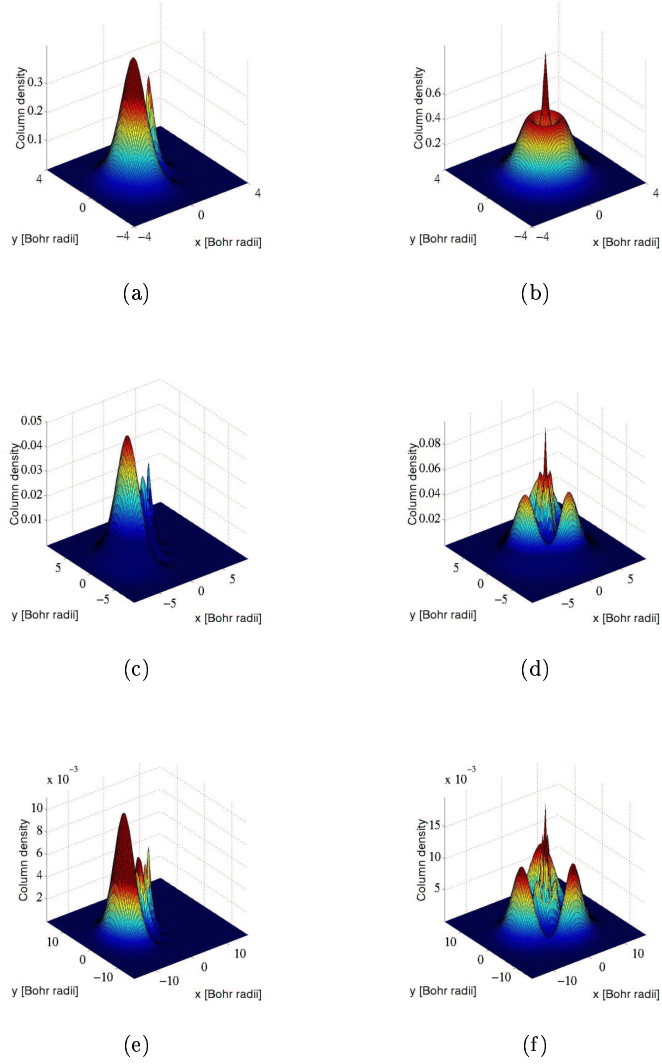 Column density
0.3
0.2
0.1
4
0
−4
y [Bohr radii]
−4
0
4
x [Bohr radii]
(a)
Column density
0.6
0.4
0.2
4
0
−4
y [Bohr radii]
−4
0
4
x [Bohr radii]
(b)
Column density
0.05
0.04
0.03
0.02
0.01
5
0
−5
y [Bohr radii]
−5
0
5
x [Bohr radii]
(c)
Column density
0.08
0.06
0.04
0.02
5
0
−5
y [Bohr radii]
−5
0
5
x [Bohr radii]
(d)
x 10⁻³
Column density
10
8
6
4
2
10
0
−10
y [Bohr radii]
−10
0
10
x [Bohr radii]
(e)
x 10⁻³
Column density
15
10
5
10
0
−10
y [Bohr radii]
−10
0
10
x [Bohr radii]
(f)